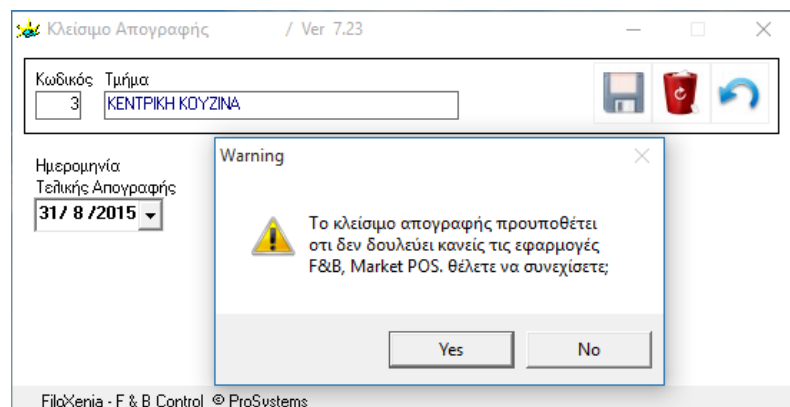 Κλείσιμο Απογραφής / Ver 7.23
Κωδικός Τμήμα
3 ΚΕΝΤΡΙΚΗ ΚΟΥΖΙΝΑ
Warning
Ημερομηνία
Τελικής Απογραφής
31/ 8 /2015
Το κλείσιμο απογραφής προυποθέτει
οτι δεν δουλεύει κανείς τις εφαρμογές
F&B, Market POS. θέλετε να συνεχίσετε;
Yes No
FiloXenia - F & B Control © ProSystems